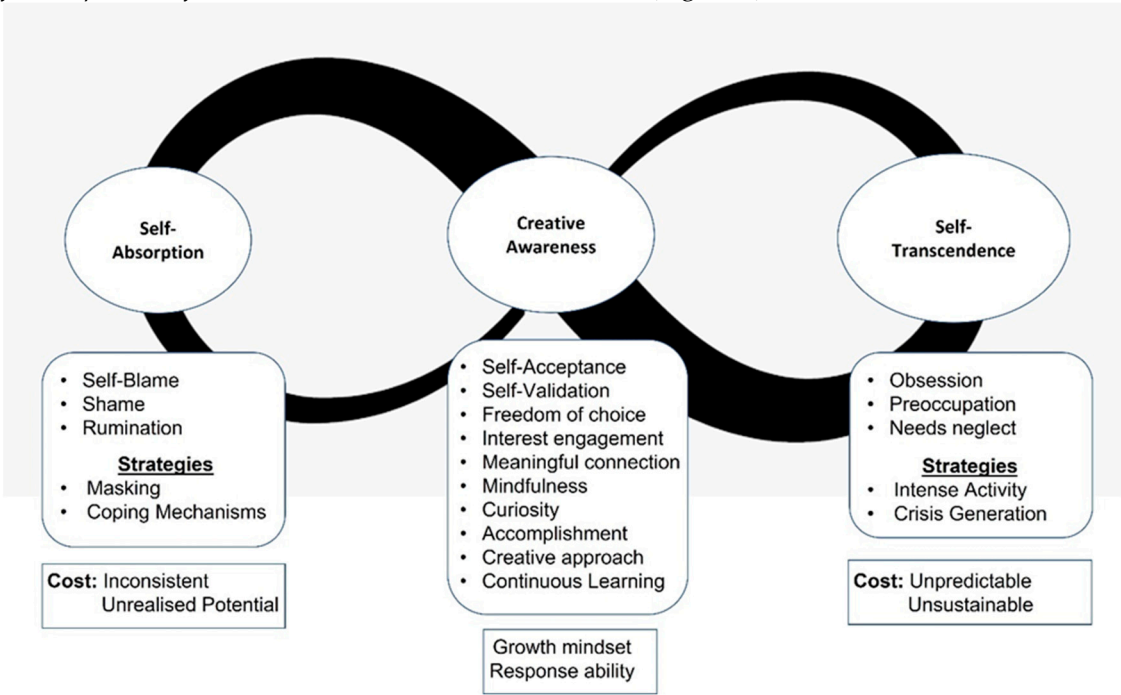 Self-
Absorption
Creative
Awareness
Self-
Transcendence
• Self-Blame
• Shame
• Rumination
Strategies
• Masking
• Coping Mechanisms
Cost: Inconsistent
Unrealised Potential
• Self-Acceptance
• Self-Validation
• Freedom of choice
• Interest engagement
• Meaningful connection
• Mindfulness
• Curiosity
• Accomplishment
• Creative approach
• Continuous Learning
Growth mindset
Response ability
• Obsession
• Preoccupation
• Needs neglect
Strategies
• Intense Activity
• Crisis Generation
Cost: Unpredictable
Unsustainable